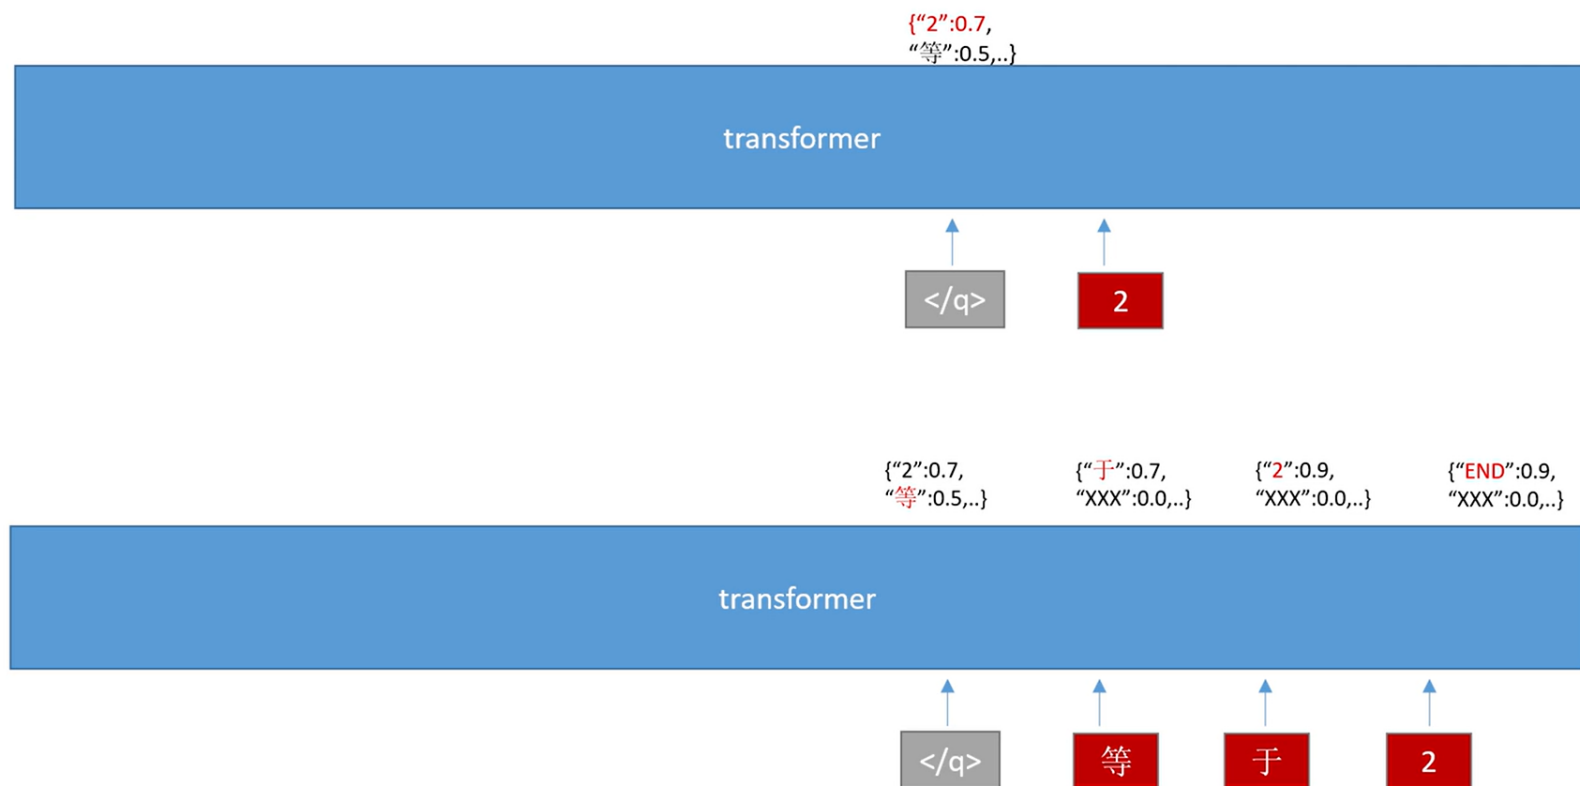 {“2”:0.7,
“等”:0.5,..}
transformer
</q>
2
{“2”:0.7,
“等”:0.5,..}
{“于”:0.7,
“XXX”:0.0,..}
{“2”:0.9,
“XXX”:0.0,..}
{“END”:0.9,
“XXX”:0.0,..}
transformer
</q>
等
于
2